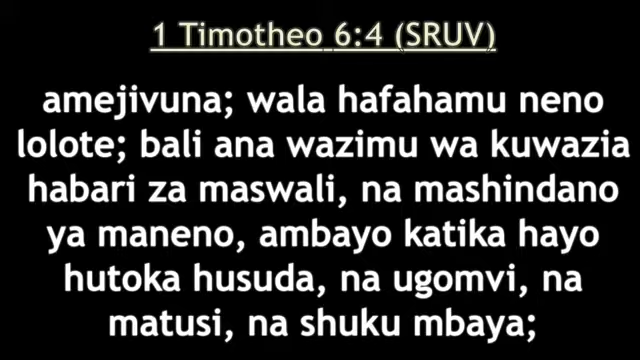 1 Timotheo 6:4 (SRUV)
amejivuna; wala hafahamu neno
lolote; bali ana wazimu wa kuwazia
habari za maswali, na mashindano
ya maneno, ambayo katika hayo
hutoka husuda, na ugomvi, na
matusi, na shuku mbaya;